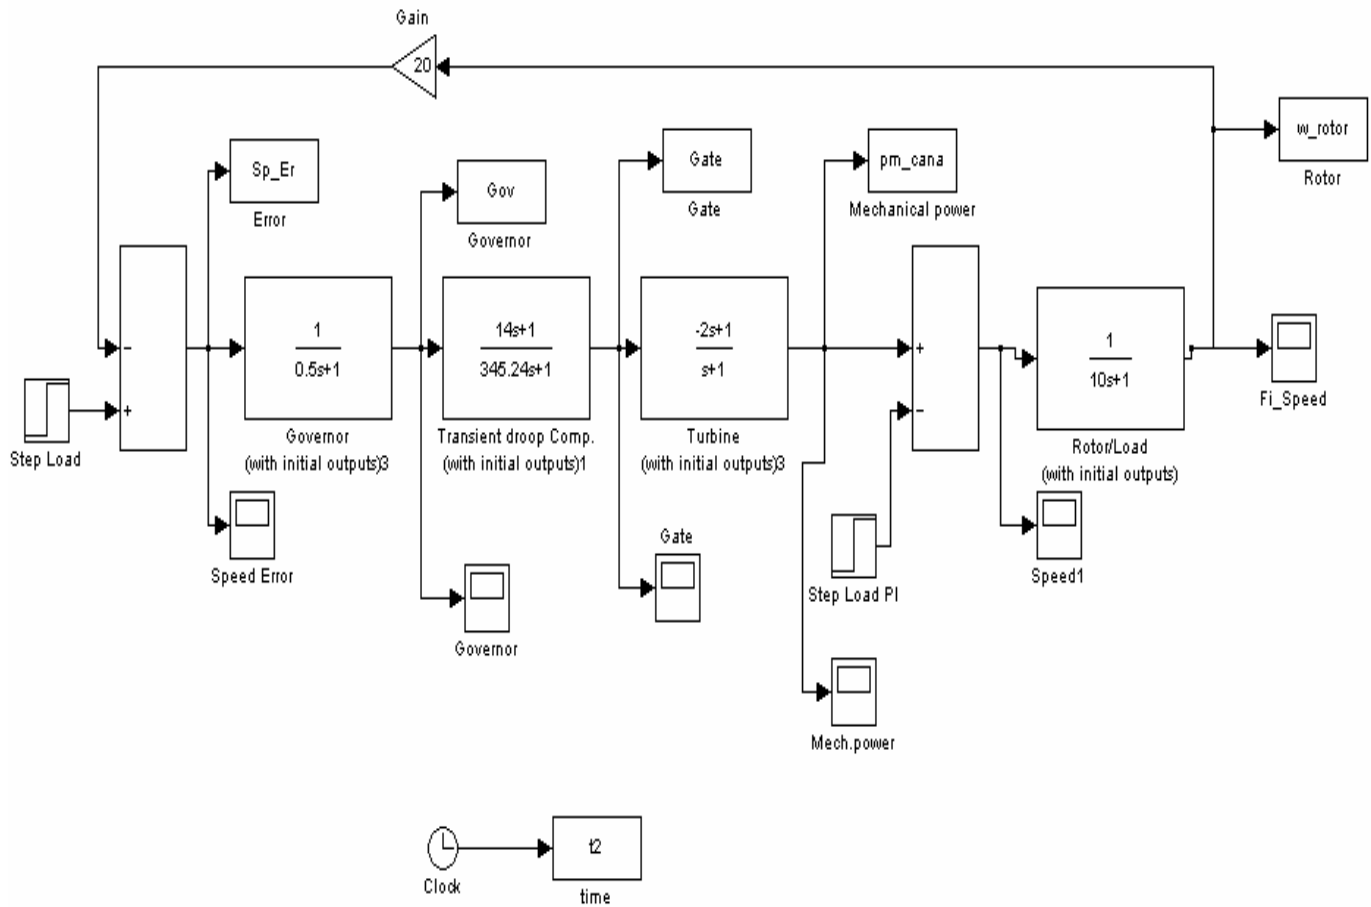 Gain
20
w_rotor
Rotor
Sp_Er
Error
Gov
Governor
Gate
Gate
pm_cana
Mechanical power
-
+
Step Load
1
0.5s+1
Governor
(with initial outputs)3
14s+1
345.24s+1
Transient droop Comp.
(with initial outputs)1
-2s+1
s+1
Turbine
(with initial outputs)3
+
-
1
10s+1
Rotor/Load
(with initial outputs)
Fi_Speed
Speed Error
Governor
Gate
Step Load Pl
Speed1
Mech.power
Clock
t2
time